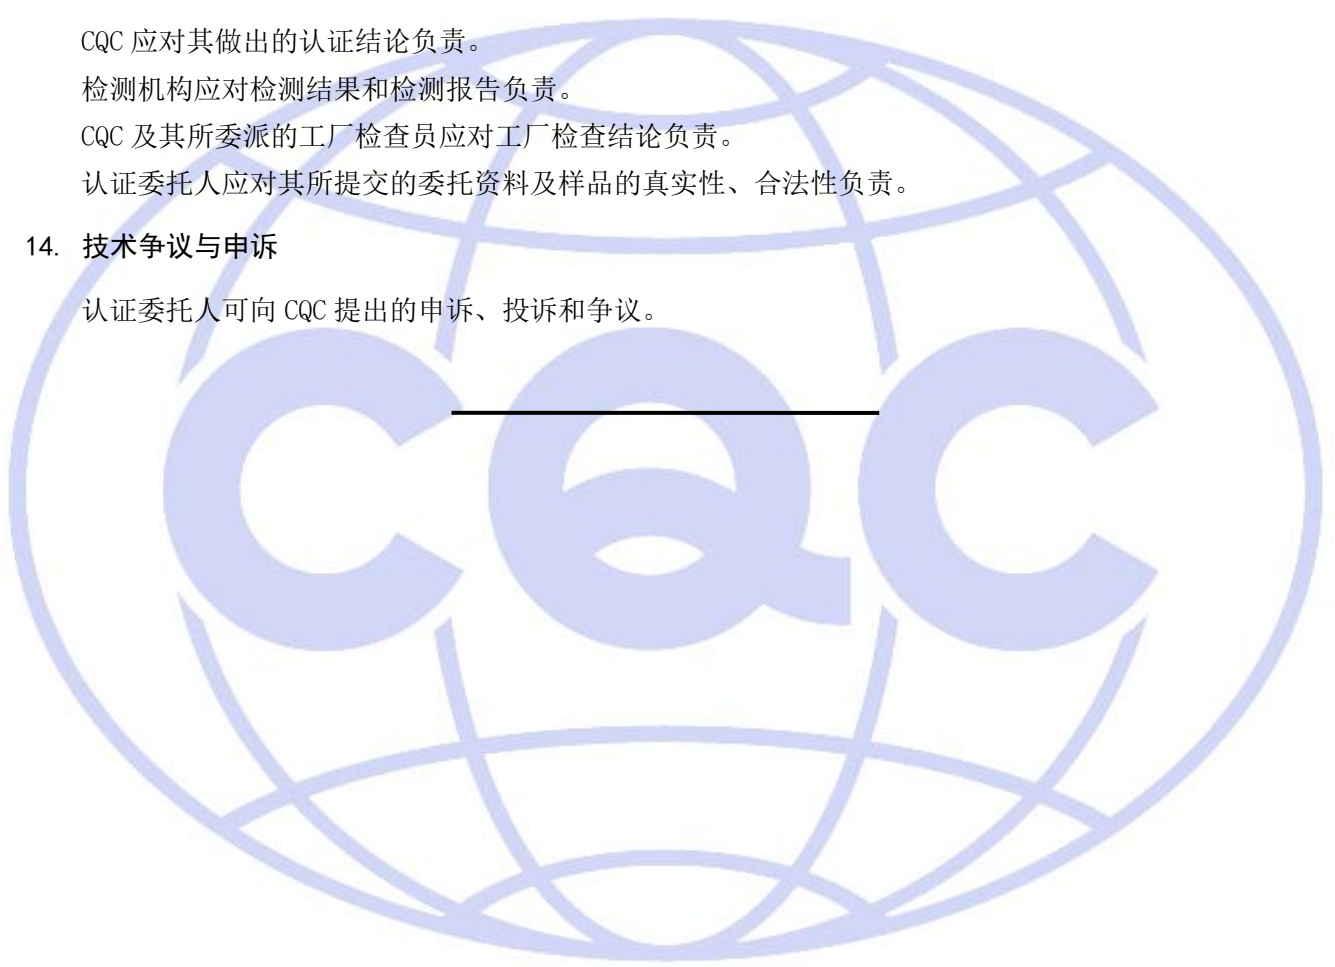 CQC 应对其做出的认证结论负责。
检测机构应对检测结果和检测报告负责。
CQC 及其所委派的工厂检查员应对工厂检查结论负责。
认证委托人应对其所提交的委托资料及样品的真实性、合法性负责。
14. 技术争议与申诉
认证委托人可向 CQC 提出的申诉、投诉和争议。
CQC